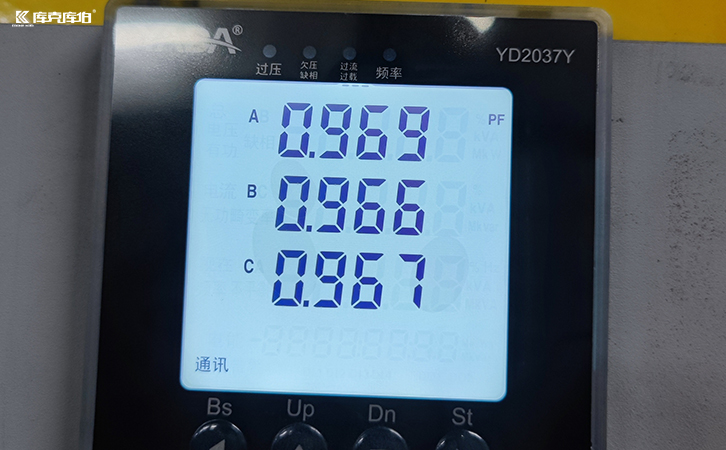 库克库伯®
YD2037Y
过压 欠压 缺相 过流 过载 频率
A 0.969 PF
B 0.966
C 0.967
通讯
Bs Up Dn St